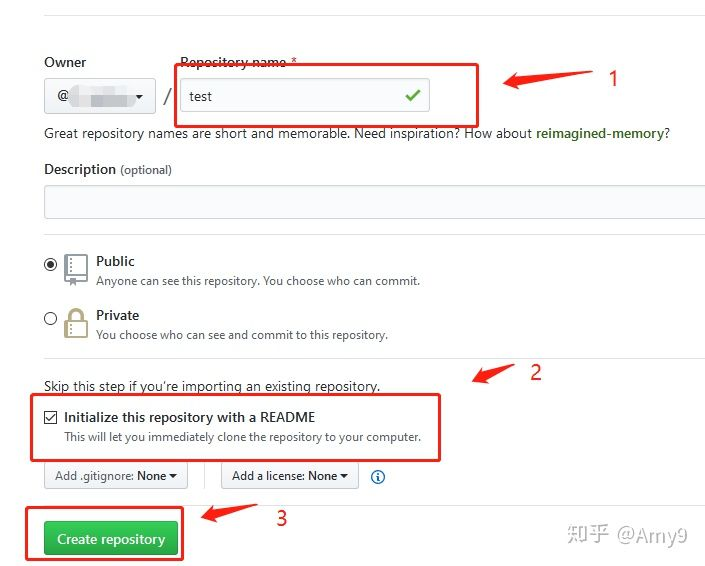 Owner
Repository name *
1
@
/
test
Great repository names are short and memorable. Need inspiration? How about reimagined-memory?
Description (optional)
Public
Anyone can see this repository. You choose who can commit.
Private
You choose who can see and commit to this repository.
2
Skip this step if you're importing an existing repository.
Initialize this repository with a README
This will let you immediately clone the repository to your computer.
Add .gitignore: None
Add a license: None
3
Create repository
知乎 @Amy9